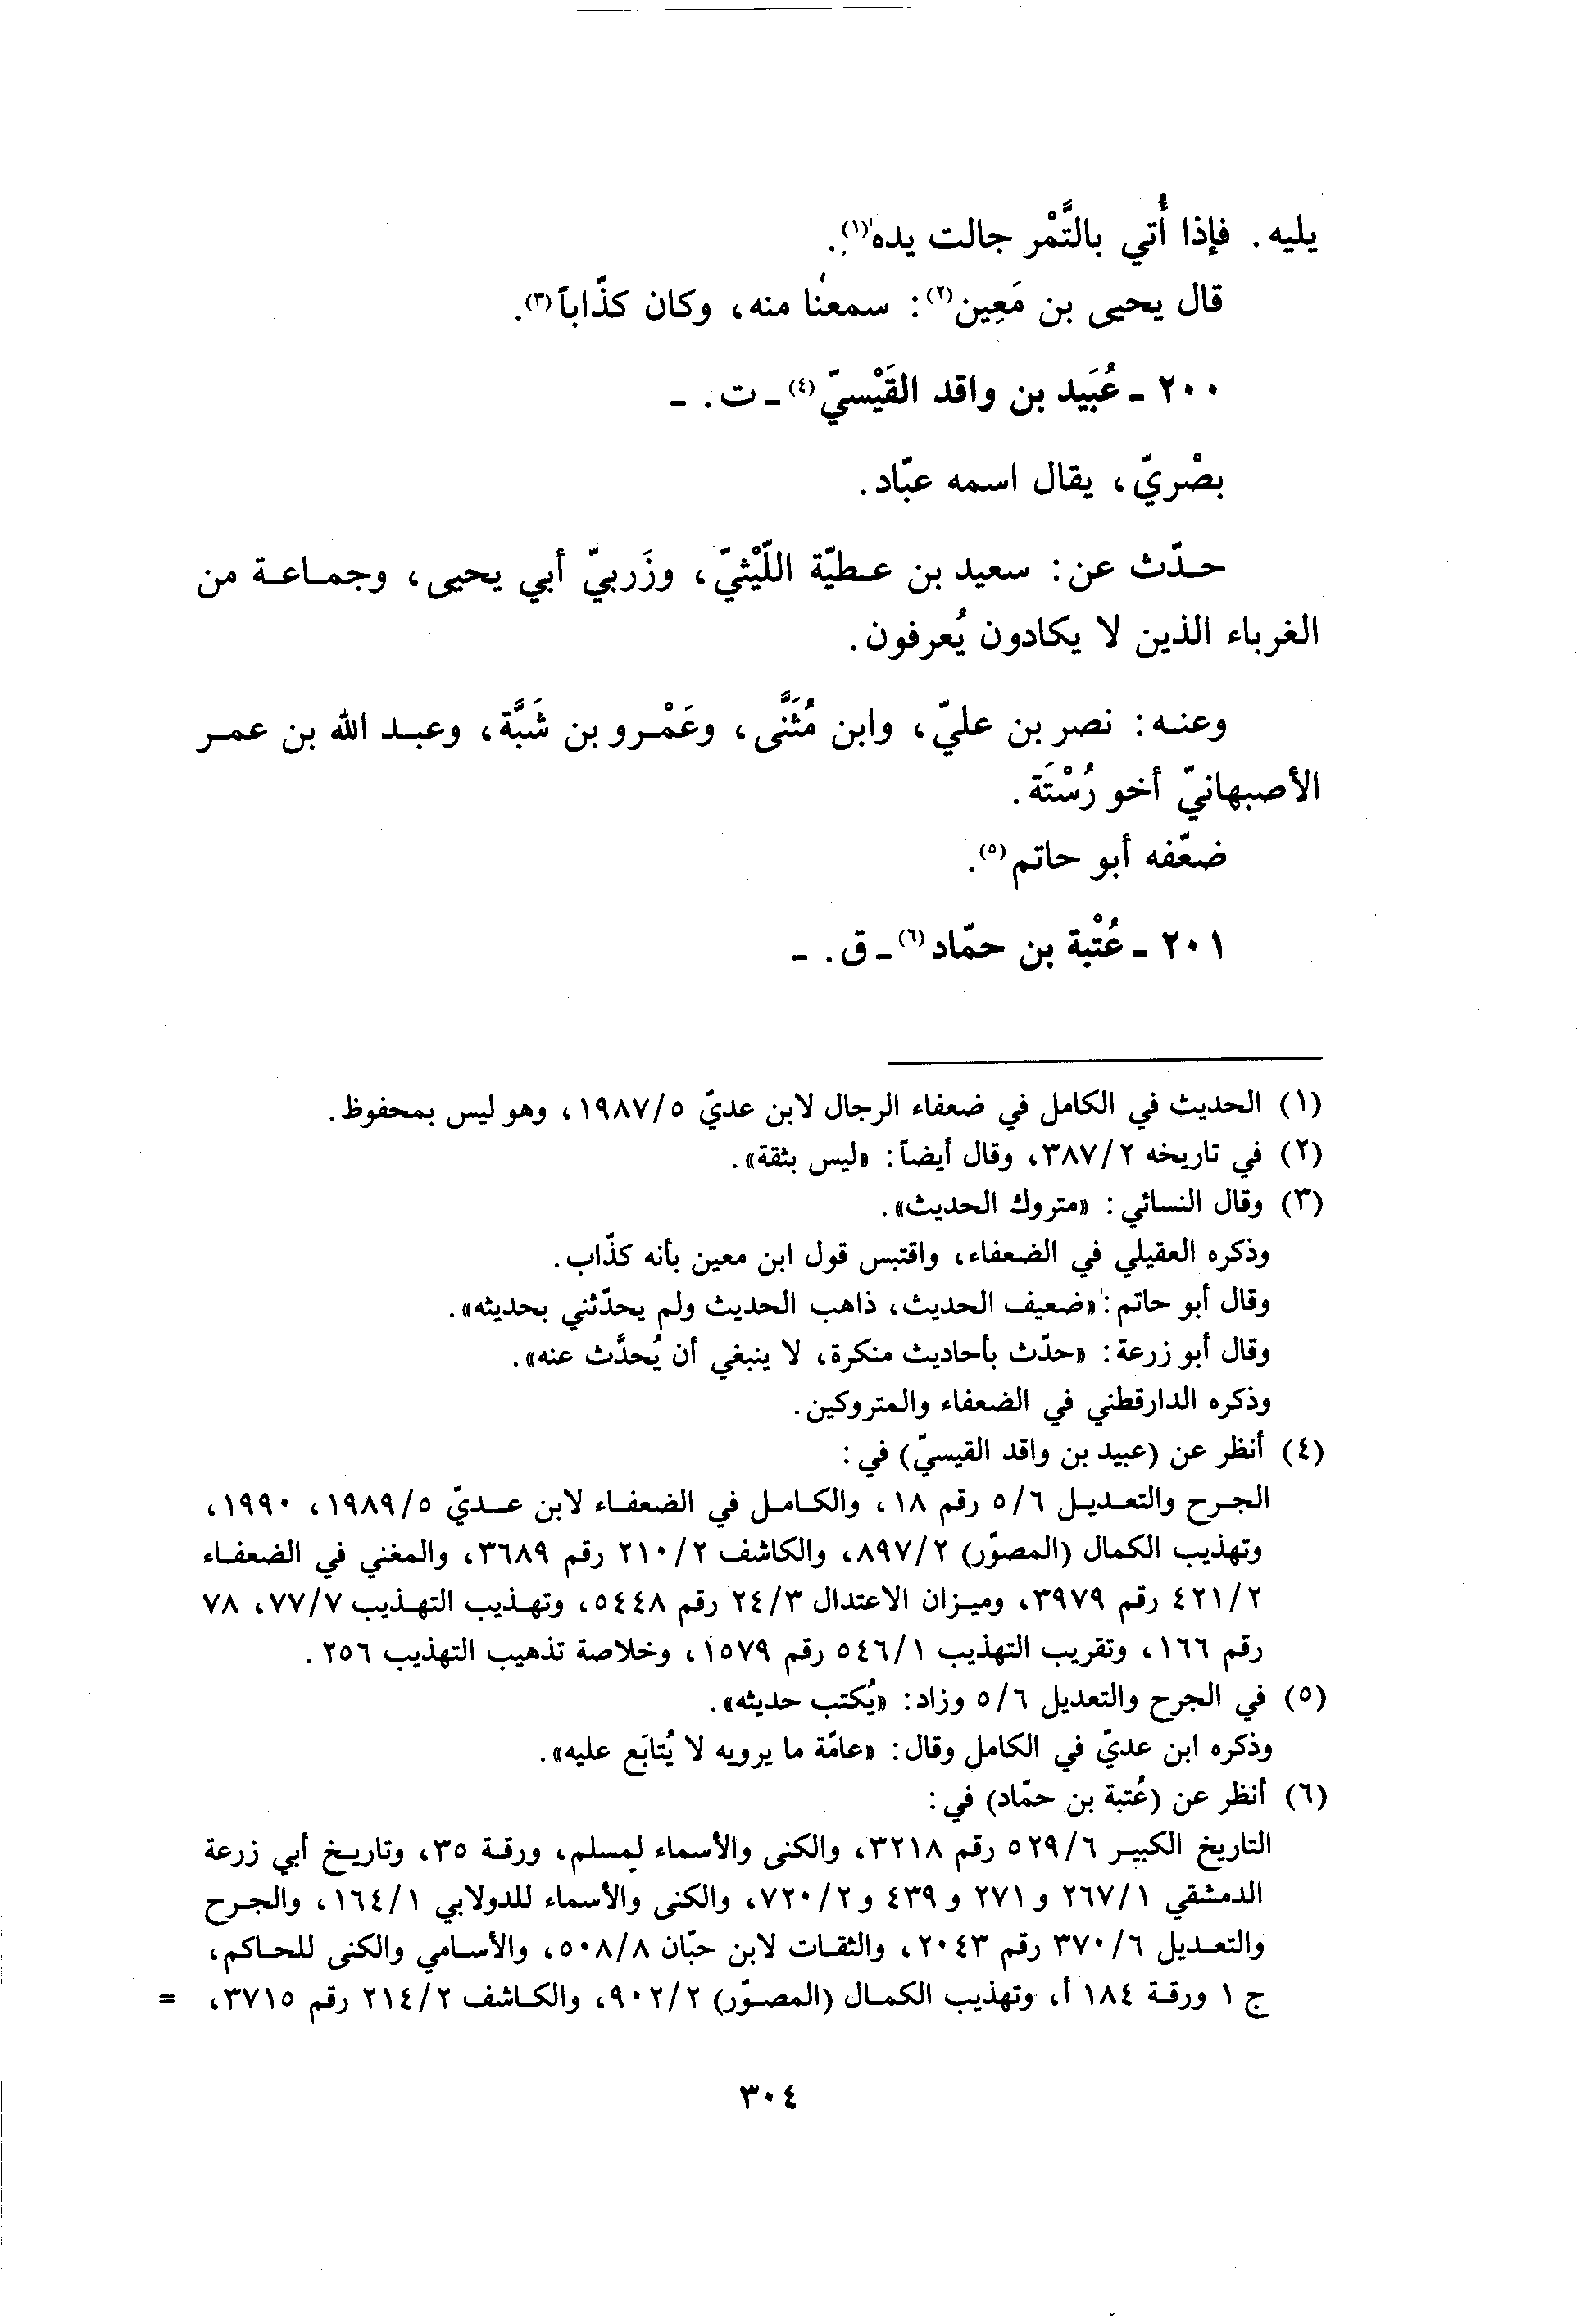 يليه. فإذا أُتي بالتَّمْر جالت يده(١).
قال يحيى بن مَعِين(٢): سمعنا منه، وكان كذّاباً(٣).
٢٠٠ - عُبَيد بن واقد القَيْسيّ(٤) - ت. -
بصْريّ، يقال اسمه عبّاد.
حدّث عن: سعيد بن عطيّة اللّيْثيّ، وزَربيّ أبي يحيى، وجماعة من
الغرباء الذين لا يكادون يُعرفون.
وعنه: نصر بن عليّ، وابن مُثَنَّى، وعَمْرو بن شَبَّة، وعبد الله بن عمر
الأصبهانيّ أخو رُسْتَة.
ضعّفه أبو حاتم(٥).
٢٠١ - عُتْبة بن حمّاد(٦) - ق. -
(١) الحديث في الكامل في ضعفاء الرجال لابن عديّ ١٩٨٧/٥، وهو ليس بمحفوظ.
(٢) في تاريخه ٣٨٧/٢، وقال أيضاً: «ليس بثقة».
(٣) وقال النسائي: «متروك الحديث».
وذكره العقيلي في الضعفاء، واقتبس قول ابن معين بأنه كذّاب.
وقال أبو حاتم: «ضعيف الحديث، ذاهب الحديث ولم يحدّثني بحديثه».
وقال أبو زرعة: «حدّث بأحاديث منكرة، لا ينبغي أن يُحدَّث عنه».
وذكره الدارقطني في الضعفاء والمتروكين.
(٤) أنظر عن (عبيد بن واقد القيسيّ) في:
الجرح والتعديل ٥/٦ رقم ١٨، والكامل في الضعفاء لابن عديّ ١٩٨٩/٥، ١٩٩٠،
وتهذيب الكمال (المصوّر) ٨٩٧/٢، والكاشف ٢١٠/٢ رقم ٣٦٨٩، والمغني في الضعفاء
٤٢١/٢ رقم ٣٩٧٩، وميزان الاعتدال ٢٤/٣ رقم ٥٤٤٨، وتهذيب التهذيب ٧٧/٧، ٧٨
رقم ١٦٦، وتقريب التهذيب ٥٤٦/١ رقم ١٥٧٩، وخلاصة تذهيب التهذيب ٢٥٦.
(٥) في الجرح والتعديل ٥/٦ وزاد: «يُكتب حديثه».
وذكره ابن عديّ في الكامل وقال: «عامّة ما يرويه لا يُتابَع عليه».
(٦) أنظر عن (عُتبة بن حمّاد) في:
التاريخ الكبير ٥٢٩/٦ رقم ٣٢١٨، والكنى والأسماء لمسلم، ورقة ٣٥، وتاريخ أبي زرعة
الدمشقي ٢٦٧/١ و ٢٧١ و ٤٣٩ و ٧٢٠/٢، والكنى والأسماء للدولابي ١٦٤/١، والجرح
والتعديل ٣٧٠/٦ رقم ٢٠٤٣، والثقات لابن حبّان ٥٠٨/٨، والأسامي والكنى للحاكم،
ج ١ ورقة ١٨٤ أ، وتهذيب الكمال (المصوّر) ٩٠٢/٢، والكاشف ٢١٤/٢ رقم ٣٧١٥، =
٣٠٤